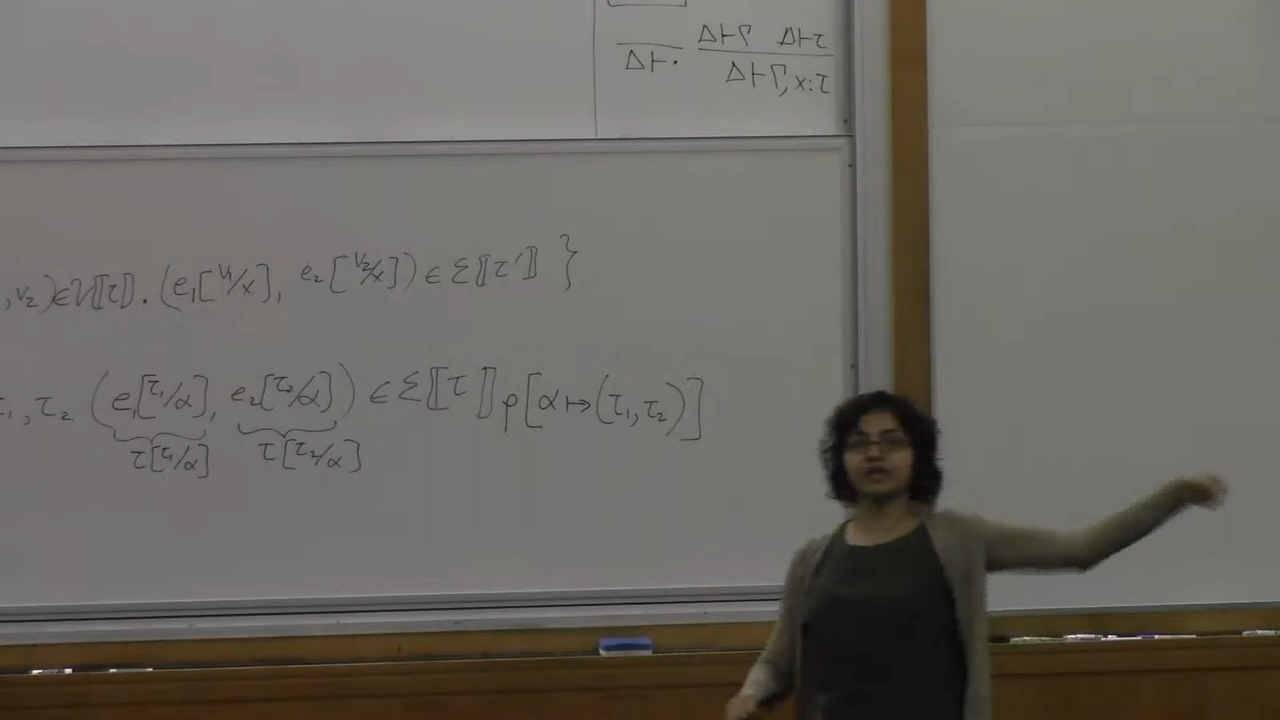 Δ⊢Γ Δ⊢τ
Δ⊢· Δ⊢Γ, x:τ
, v₂)∈𝒱⟦τ⟧. (e₁[v₁/x], e₂[v₂/x]) ∈ ℰ⟦τ'⟧ }
τ₁, τ₂ (e₁[τ₁/α], e₂[τ₂/α]) ∈ ℰ⟦τ⟧ρ[α↦(τ₁,τ₂)]
τ[τ₁/α] τ[τ₂/α]